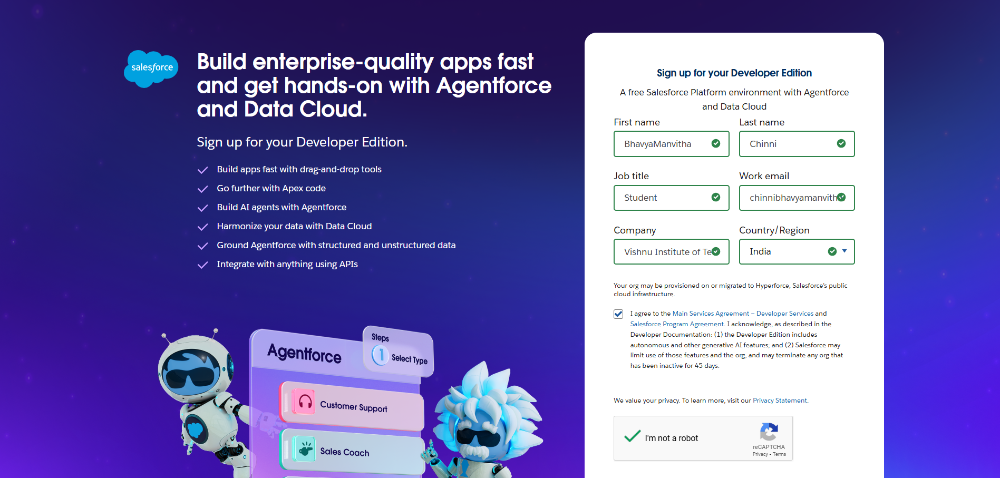 salesforce
Build enterprise-quality apps fast
and get hands-on with Agentforce
and Data Cloud.
Sign up for your Developer Edition.
Build apps fast with drag-and-drop tools
Go further with Apex code
Build AI agents with Agentforce
Harmonize your data with Data Cloud
Ground Agentforce with structured and unstructured data
Integrate with anything using APIs
Agentforce
Steps
1 Select Type
Customer Support
Sales Coach
Sign up for your Developer Edition
A free Salesforce Platform environment with Agentforce
and Data Cloud
First name Last name
BhavyaManvitha Chinni
Job title Work email
Student chinnibhavyamanvitha
Company Country/Region
Vishnu Institute of Te India
Your org may be provisioned on or migrated to Hyperforce, Salesforce's public
cloud infrastructure.
I agree to the Main Services Agreement – Developer Services and
Salesforce Program Agreement. I acknowledge, as described in the
Developer Documentation: (1) the Developer Edition includes
autonomous and other generative AI features; and (2) Salesforce may
limit use of those features and the org, and may terminate any org that
has been inactive for 45 days.
We value your privacy. To learn more, visit our Privacy Statement.
I'm not a robot
reCAPTCHA
Privacy - Terms